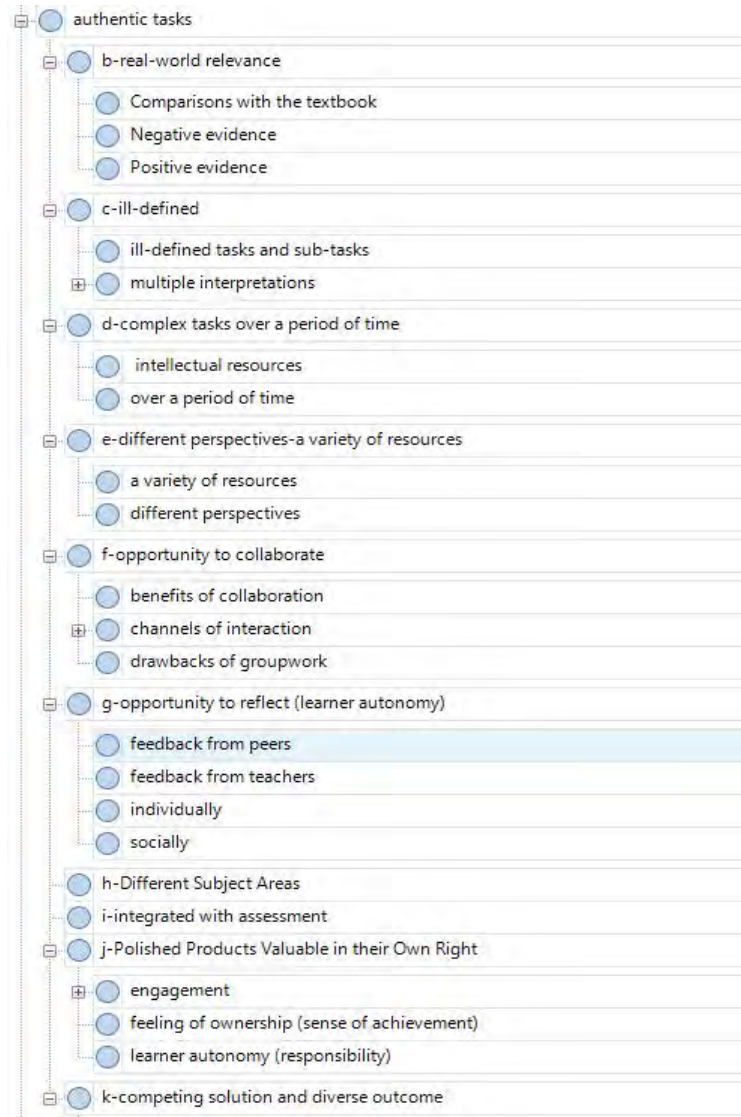 authentic tasks
b-real-world relevance
Comparisons with the textbook
Negative evidence
Positive evidence
c-ill-defined
ill-defined tasks and sub-tasks
multiple interpretations
d-complex tasks over a period of time
intellectual resources
over a period of time
e-different perspectives-a variety of resources
a variety of resources
different perspectives
f-opportunity to collaborate
benefits of collaboration
channels of interaction
drawbacks of groupwork
g-opportunity to reflect (learner autonomy)
feedback from peers
feedback from teachers
individually
socially
h-Different Subject Areas
i-integrated with assessment
j-Polished Products Valuable in their Own Right
engagement
feeling of ownership (sense of achievement)
learner autonomy (responsibility)
k-competing solution and diverse outcome